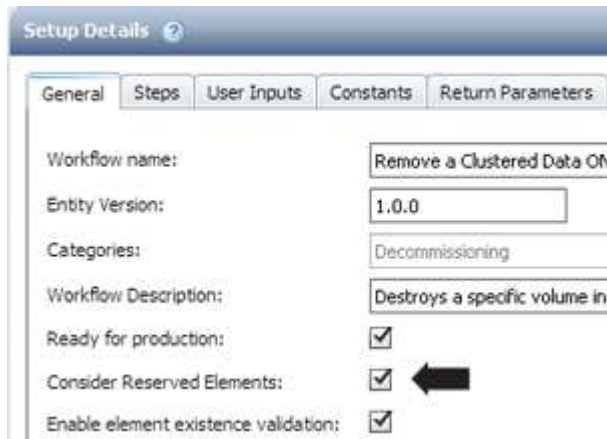 Setup Details
General Steps User Inputs Constants Return Parameters
Workflow name: Remove a Clustered Data ON
Entity Version: 1.0.0
Categories: Decommissioning
Workflow Description: Destroys a specific volume in
Ready for production:
Consider Reserved Elements:
Enable element existence validation: